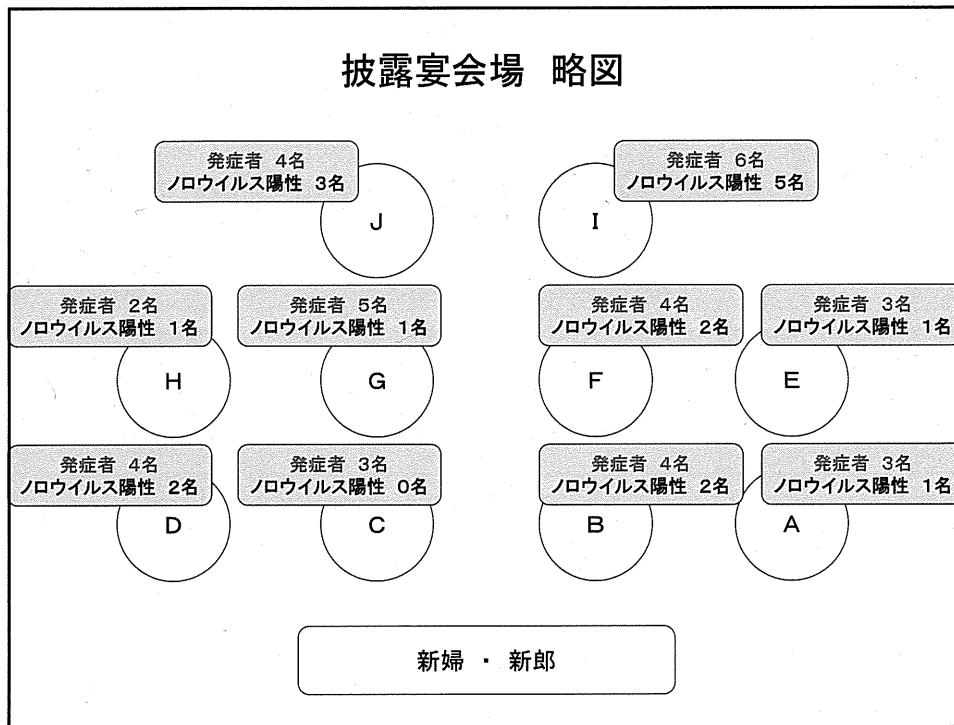 披露宴会場 略図
発症者 4名
ノロウイルス陽性 3名
J
発症者 6名
ノロウイルス陽性 5名
I
発症者 2名
ノロウイルス陽性 1名
H
発症者 5名
ノロウイルス陽性 1名
G
発症者 4名
ノロウイルス陽性 2名
F
発症者 3名
ノロウイルス陽性 1名
E
発症者 4名
ノロウイルス陽性 2名
D
発症者 3名
ノロウイルス陽性 0名
C
発症者 4名
ノロウイルス陽性 2名
B
発症者 3名
ノロウイルス陽性 1名
A
新婦 ・ 新郎